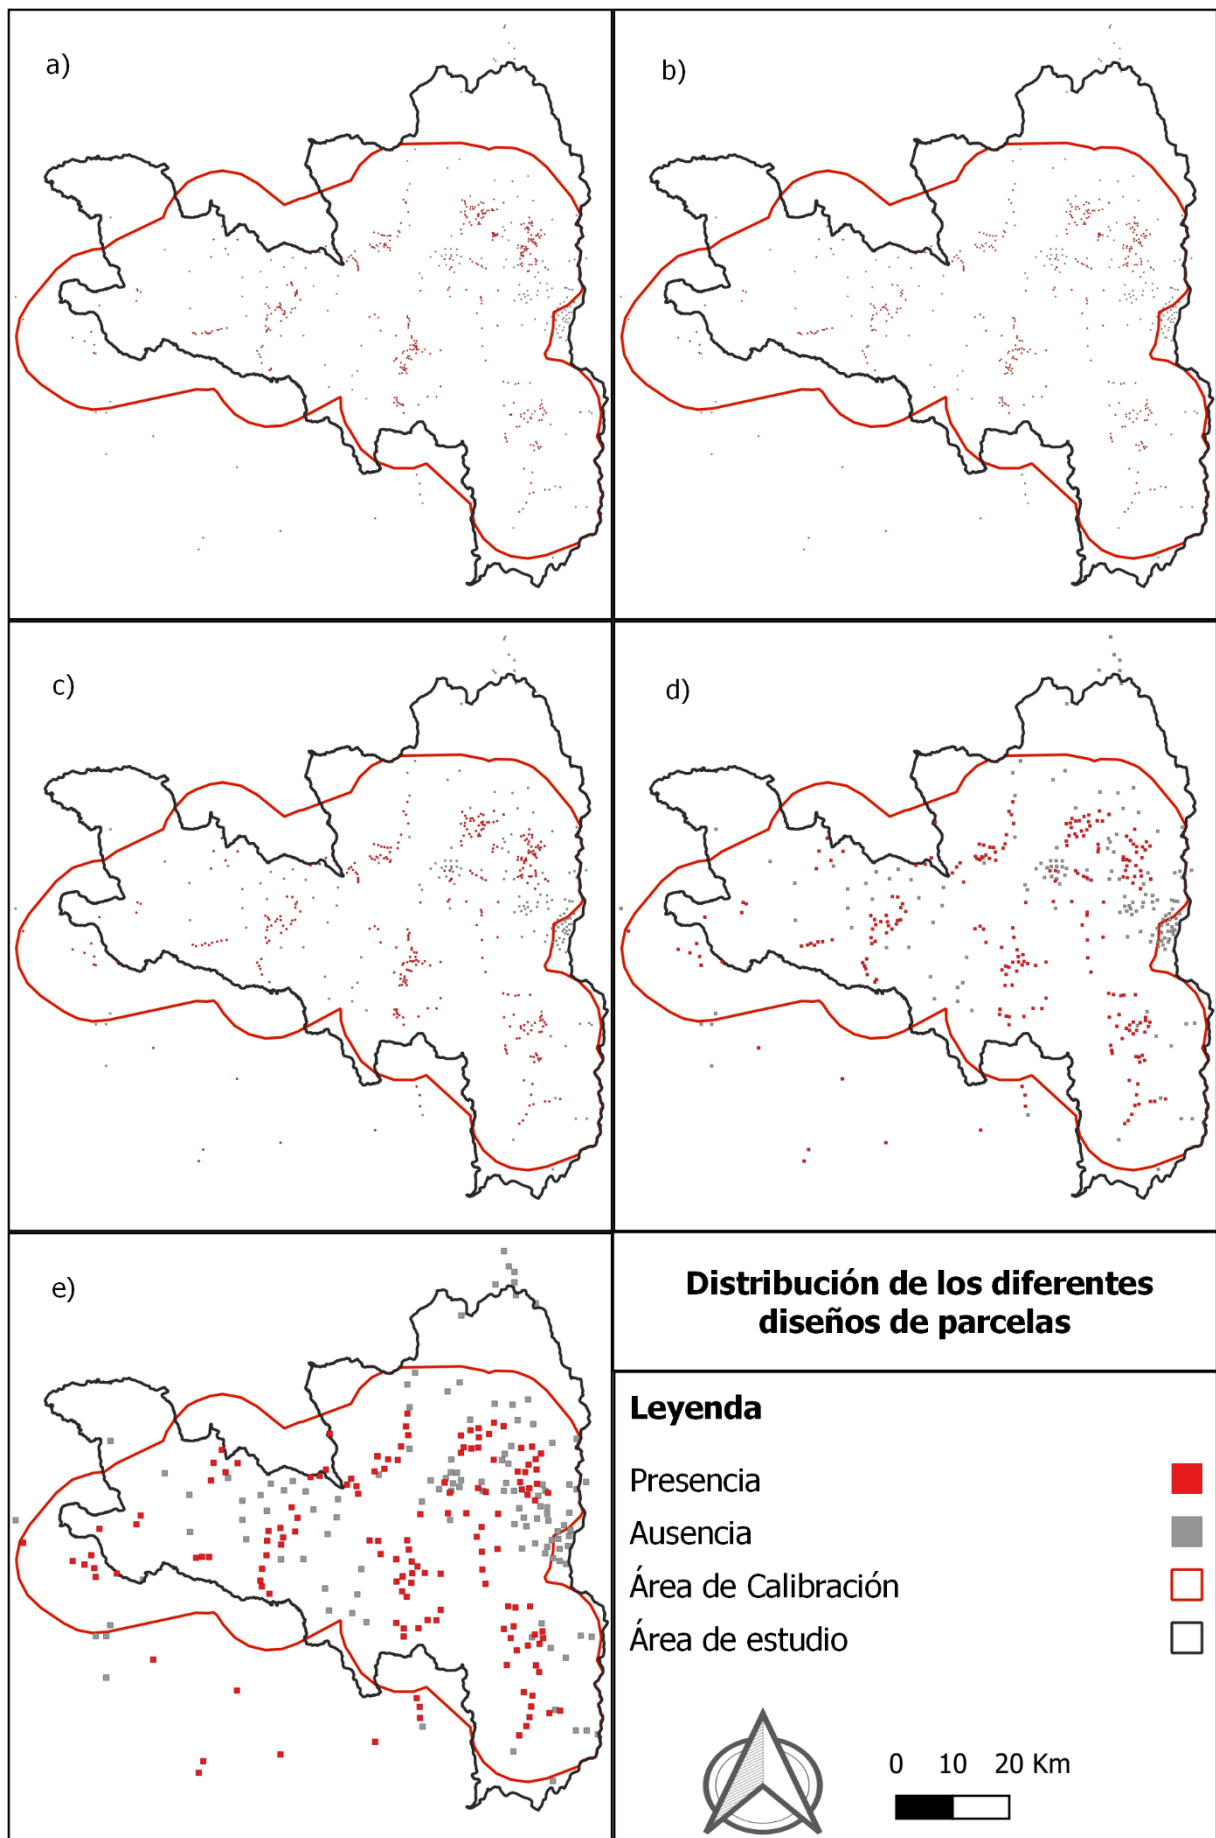 a)
b)
c)
d)
e)
Distribución de los diferentes
diseños de parcelas
Leyenda
Presencia
Ausencia
Área de Calibración
Área de estudio
0 10 20 Km